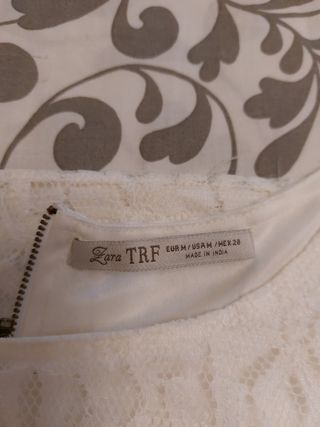 Zara TRF EUR M / USA M / MEX 28
MADE IN INDIA